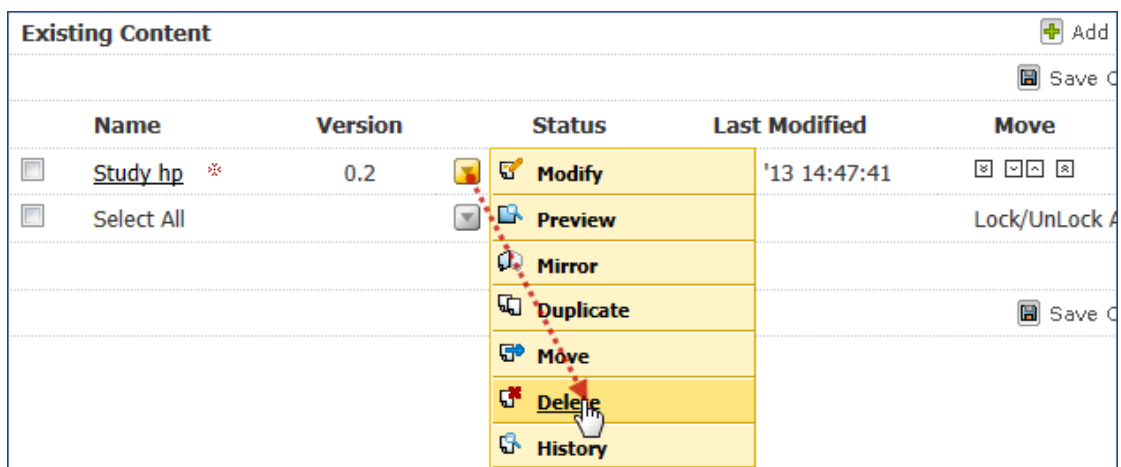 Existing Content Add
Save C
Name Version Status Last Modified Move
Study hp 0.2 Modify '13 14:47:41
Select All Preview Lock/UnLock A
Mirror
Duplicate Save C
Move
Delete
History